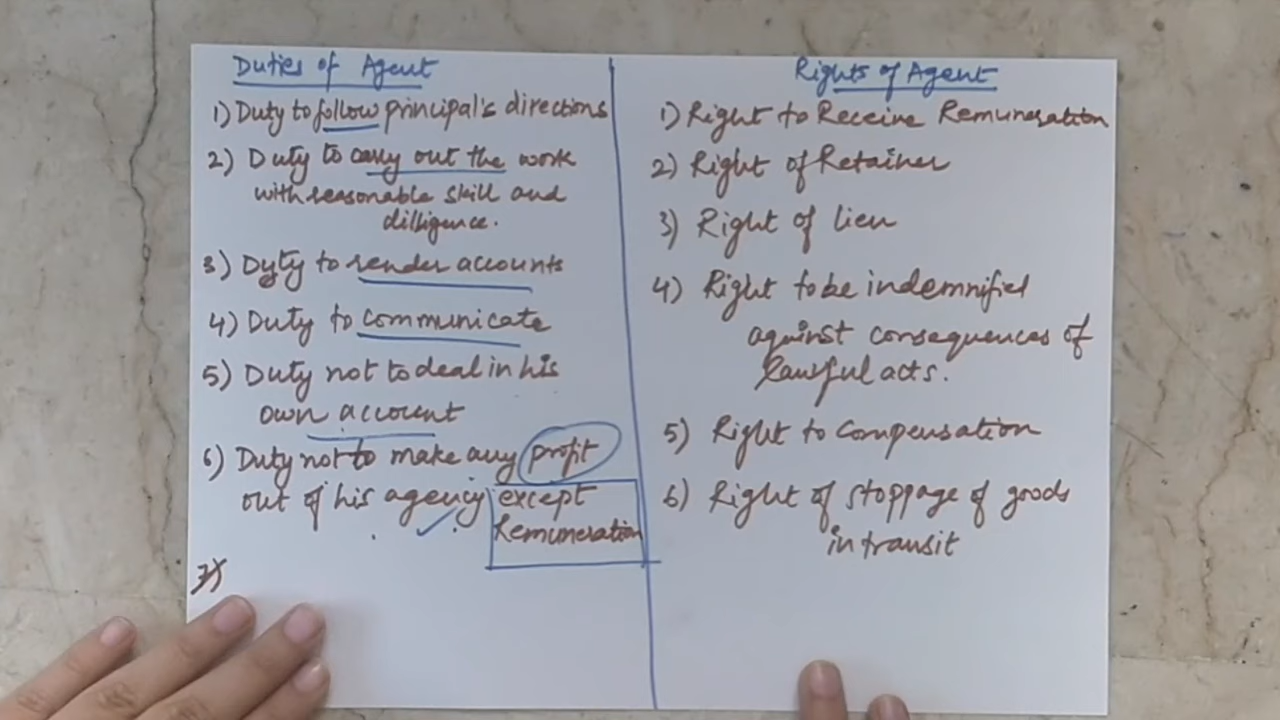 Duties of Agent
1) Duty to follow principal's directions
2) Duty to carry out the work
with reasonable skill and
dilligence.
3) Dyty to render accounts
4) Duty to communicate
5) Duty not to deal in his
own account
6) Duty not to make any profit
out of his agency except
Remuneration
7)
Rights of Agent
1) Right to Receive Remuneration
2) Right of Retainer
3) Right of lien
4) Right to be indemnified
against consequences of
lawful acts.
5) Right to Compensation
6) Right of stoppage of goods
in transit